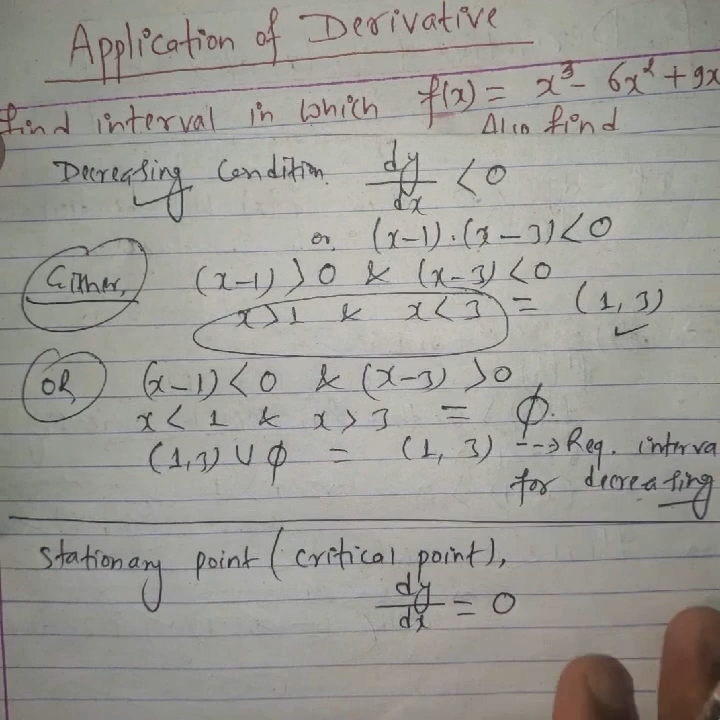 Application of Derivative
find interval in which f(x) = x³ - 6x² + 9x
Also find
Decreasing Condition dy/dx < 0
or (x-1).(x-3) < 0
Either, (x-1) > 0 & (x-3) < 0
x > 1 & x < 3 = (1, 3)
OR (x-1) < 0 & (x-3) > 0
x < 1 & x > 3 = ϕ.
(1,3) ∪ ϕ = (1, 3) ---> Req. interva
for decreasing
Stationary point (critical point),
dy/dx = 0